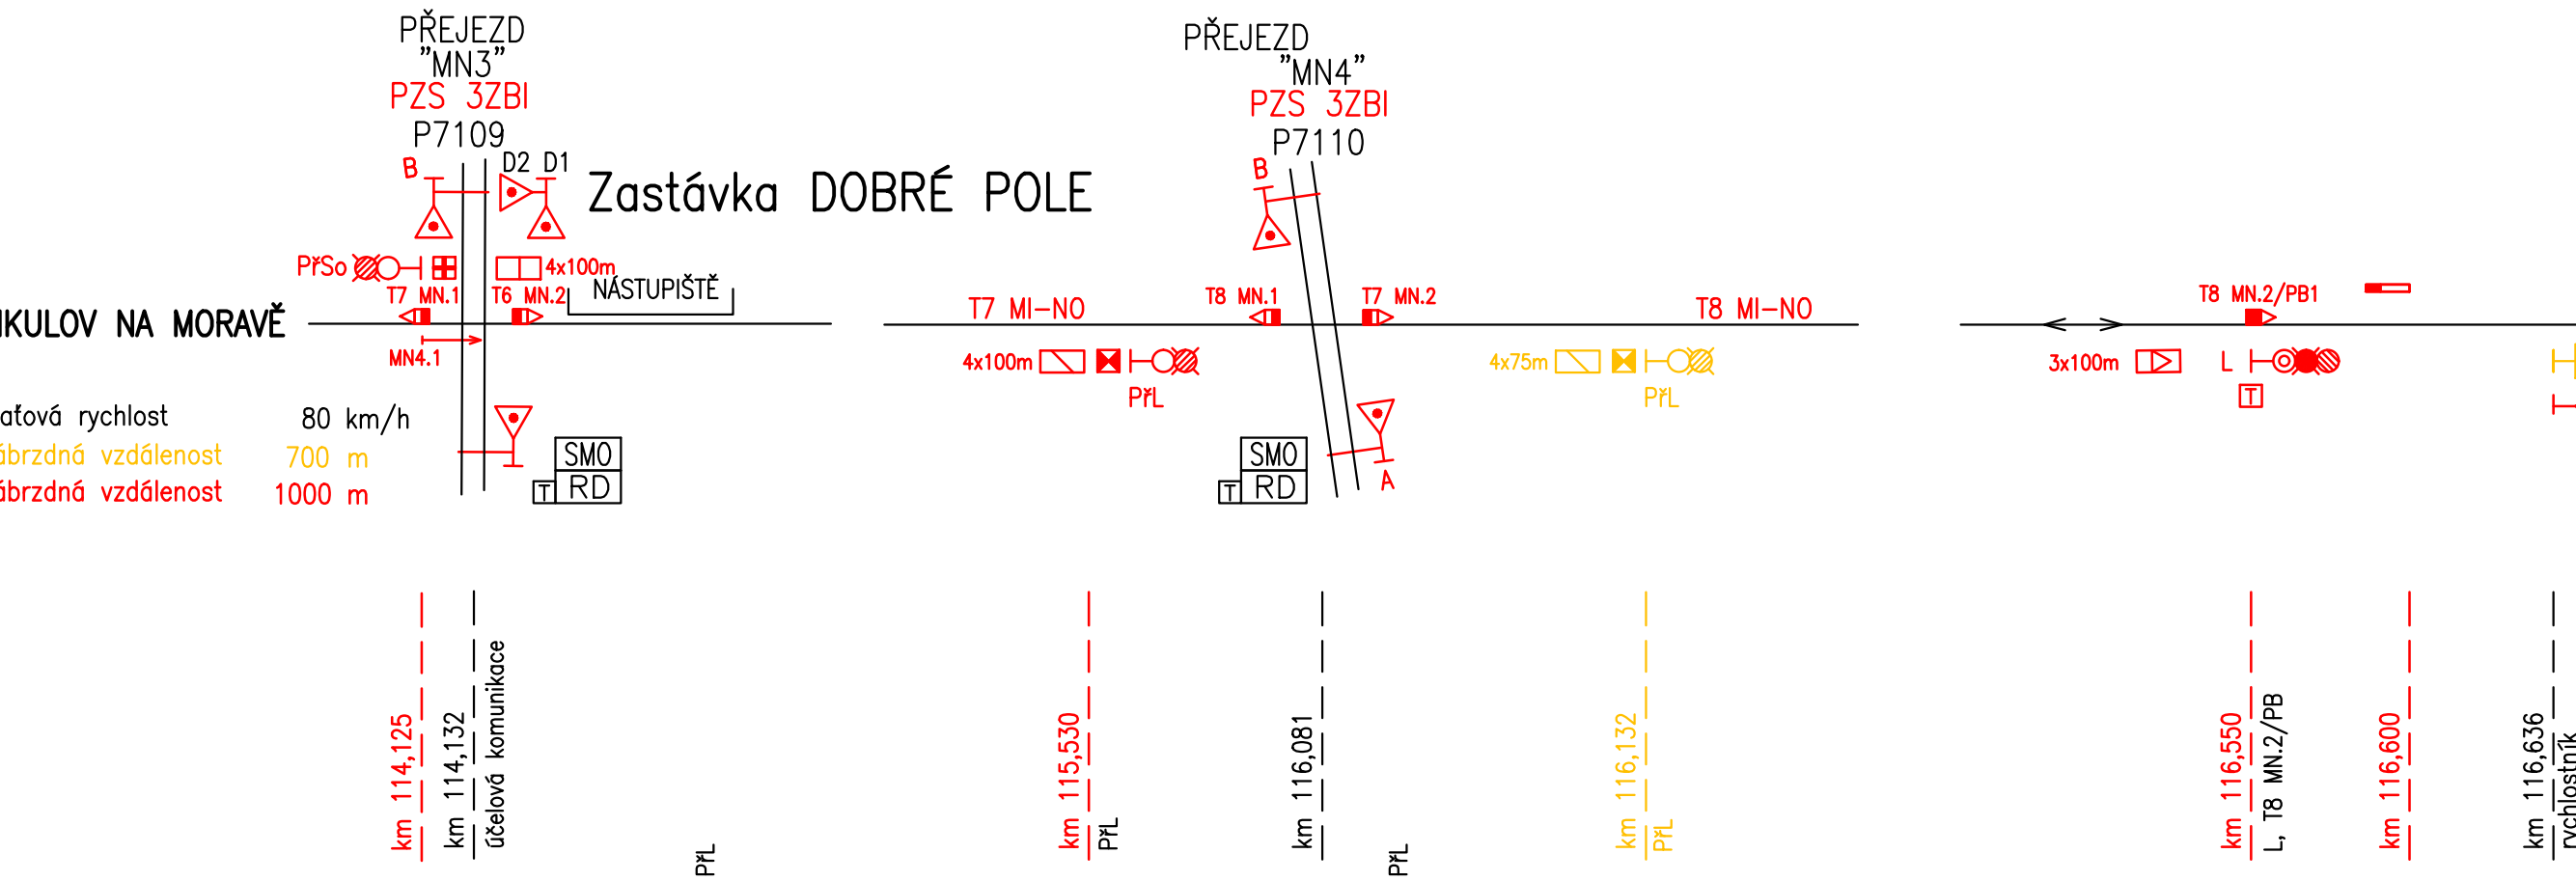 PŘEJEZD
"MN3"
PZS 3ZBI
P7109
B
D2 D1
Zastávka DOBRÉ POLE
PŘEJEZD
"MN4"
PZS 3ZBI
P7110
B
PřSo
4x100m
NÁSTUPIŠTĚ
T7 MN.1
T6 MN.2
IKULOV NA MORAVĚ
MN4.1
T7 MI-NO
T8 MN.1
T7 MN.2
T8 MI-NO
T8 MN.2/PB1
4x100m
PřL
4x75m
PřL
3x100m
L
T
aťová rychlost 80 km/h
ábrzdná vzdálenost 700 m
ábrzdná vzdálenost 1000 m
SMO
T RD
SMO
T RD
A
km 114,125
km 114,132
účelová komunikace
PřL
km 115,530
PřL
km 116,081
PřL
km 116,132
PřL
km 116,550
L, T8 MN.2/PB
km 116,600
km 116,636
rychlostník